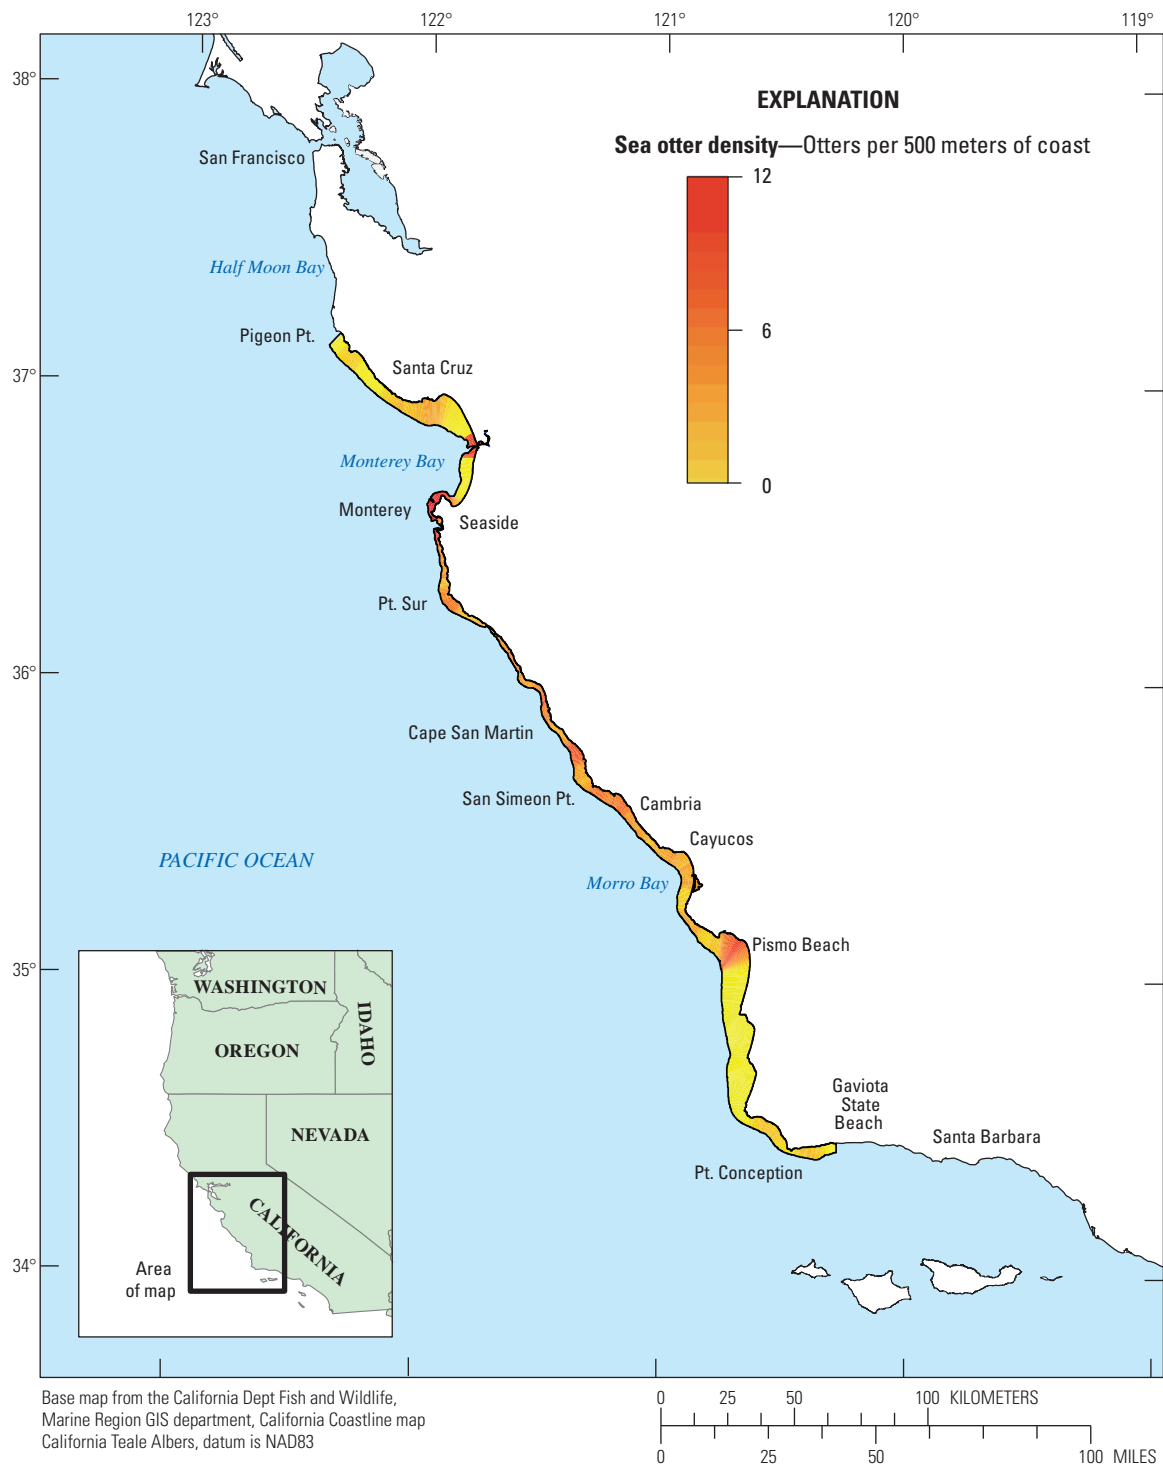 123° 122° 121° 120° 119°
38°
37°
36°
35°
34°
EXPLANATION
Sea otter density—Otters per 500 meters of coast
12
6
0
San Francisco
Half Moon Bay
Pigeon Pt.
Santa Cruz
Monterey Bay
Monterey
Seaside
Pt. Sur
Cape San Martin
San Simeon Pt.
Cambria
Cayucos
PACIFIC OCEAN
Morro Bay
Pismo Beach
Gaviota
State
Beach
Santa Barbara
Pt. Conception
WASHINGTON
IDAHO
OREGON
NEVADA
CALIFORNIA
Area
of map
Base map from the California Dept Fish and Wildlife,
Marine Region GIS department, California Coastline map
California Teale Albers, datum is NAD83
0 25 50 100 KILOMETERS
0 25 50 100 MILES